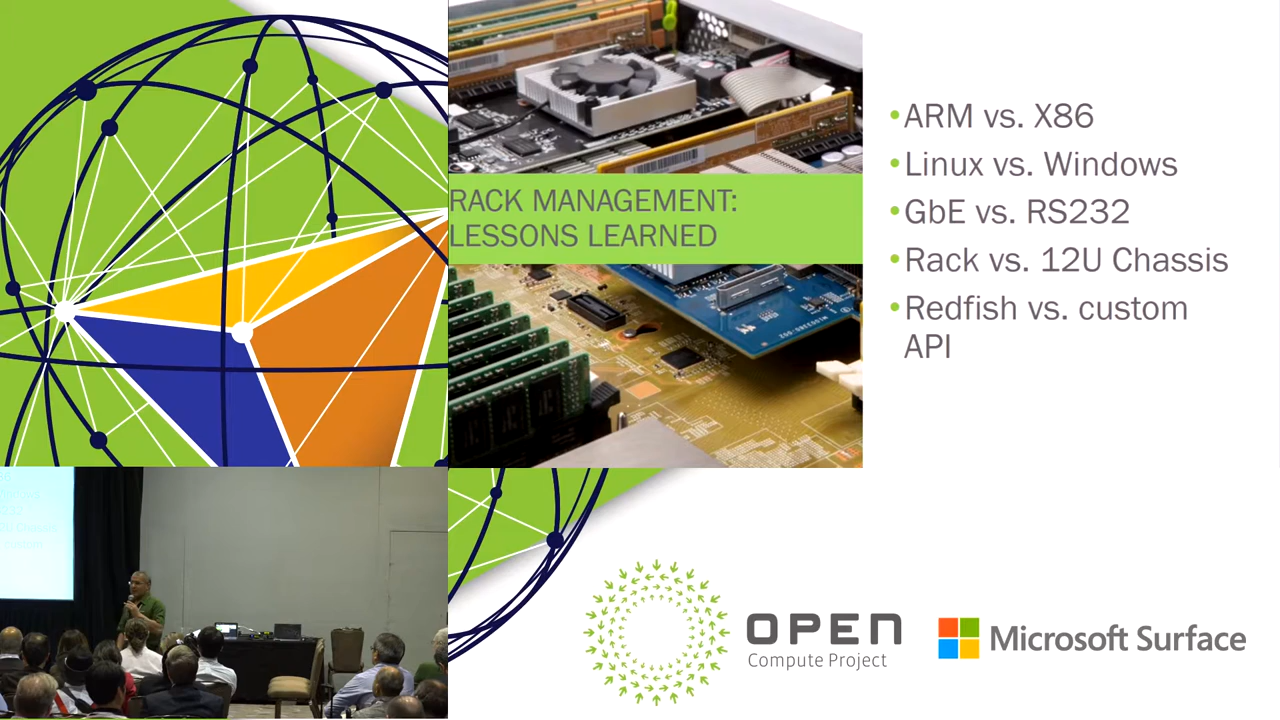 RACK MANAGEMENT:
LESSONS LEARNED
•ARM vs. X86
•Linux vs. Windows
•GbE vs. RS232
•Rack vs. 12U Chassis
•Redfish vs. custom
API
OPEN
Compute Project
Microsoft Surface